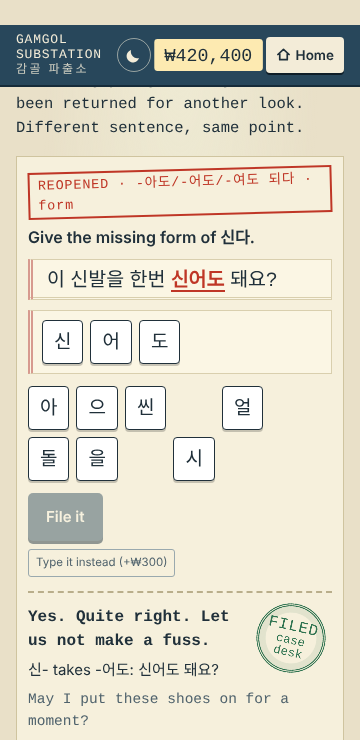 GAMGOL
SUBSTATION
감골 파출소
₩420,400
Home
been returned for another look.
Different sentence, same point.
REOPENED · -아도/-어도/-여도 되다 ·
form
Give the missing form of 신다.
이 신발을 한번 신어도 돼요?
신 어 도
아 으 씬 얼
돌 을 시
File it
Type it instead (+₩300)
Yes. Quite right. Let
us not make a fuss.
FILED
case
desk
신- takes -어도: 신어도 돼요?
May I put these shoes on for a
moment?